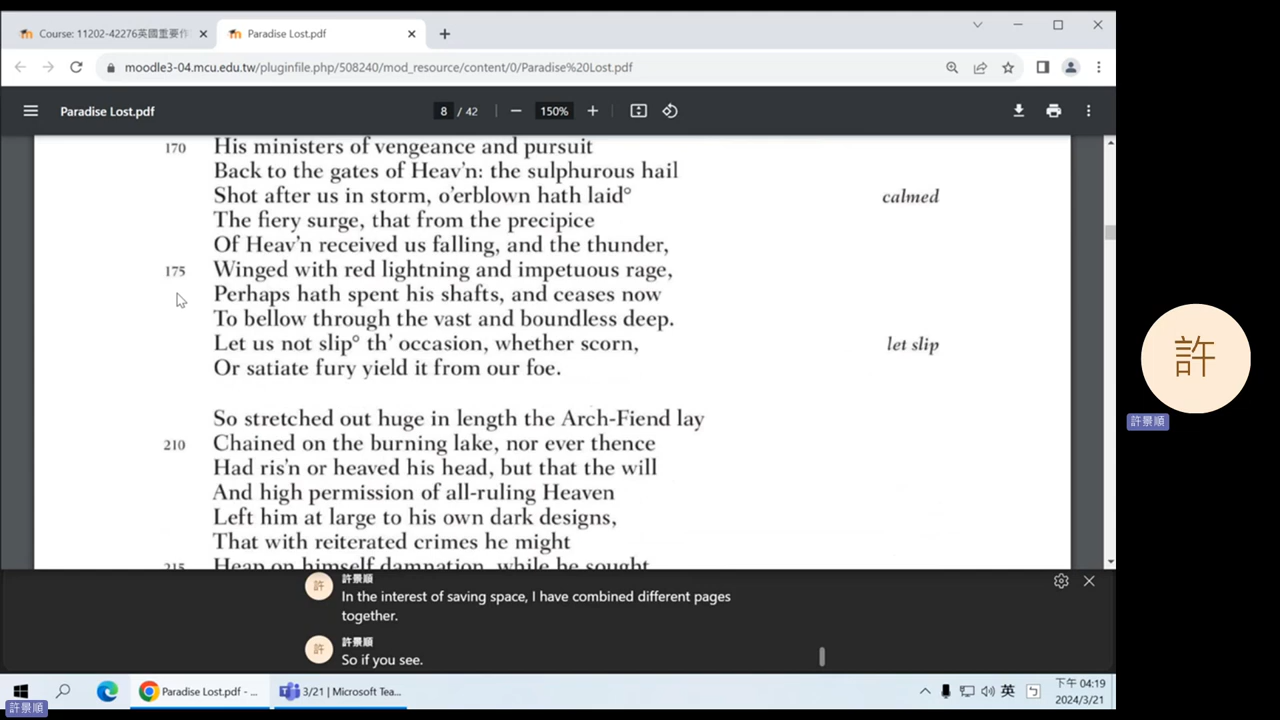 Course: 11202-42276英國重要作
Paradise Lost.pdf
moodle3-04.mcu.edu.tw/pluginfile.php/508240/mod_resource/content/0/Paradise%20Lost.pdf
Paradise Lost.pdf
8 / 42
150%
170 His ministers of vengeance and pursuit
Back to the gates of Heav'n: the sulphurous hail
Shot after us in storm, o'erblown hath laid° calmed
The fiery surge, that from the precipice
Of Heav'n received us falling, and the thunder,
175 Winged with red lightning and impetuous rage,
Perhaps hath spent his shafts, and ceases now
To bellow through the vast and boundless deep.
Let us not slip° th' occasion, whether scorn, let slip
Or satiate fury yield it from our foe.
So stretched out huge in length the Arch-Fiend lay
210 Chained on the burning lake, nor ever thence
Had ris'n or heaved his head, but that the will
And high permission of all-ruling Heaven
Left him at large to his own dark designs,
That with reiterated crimes he might
215 Heap on himself damnation, while he sought
許
許景順
許
許景順
In the interest of saving space, I have combined different pages
together.
許
許景順
So if you see.
Paradise Lost.pdf - ...
3/21 | Microsoft Tea...
英
下午 04:19
2024/3/21
許景順